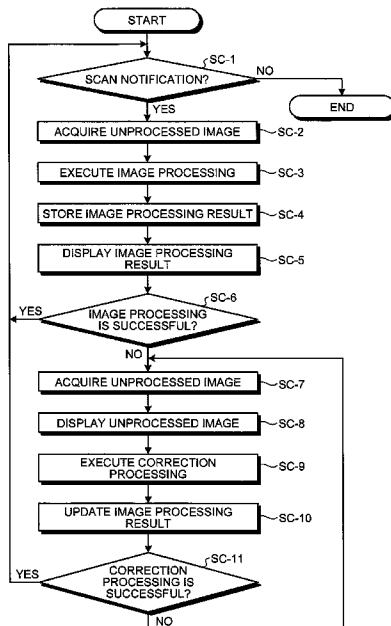 START
SC-1
SCAN NOTIFICATION?
NO
END
YES
ACQUIRE UNPROCESSED IMAGE
SC-2
EXECUTE IMAGE PROCESSING
SC-3
STORE IMAGE PROCESSING RESULT
SC-4
DISPLAY IMAGE PROCESSING
RESULT
SC-5
SC-6
YES
IMAGE PROCESSING
IS SUCCESSFUL?
NO
ACQUIRE UNPROCESSED IMAGE
SC-7
DISPLAY UNPROCESSED IMAGE
SC-8
EXECUTE CORRECTION
PROCESSING
SC-9
UPDATE IMAGE PROCESSING
RESULT
SC-10
SC-11
YES
CORRECTION
PROCESSING IS
SUCCESSFUL?
NO